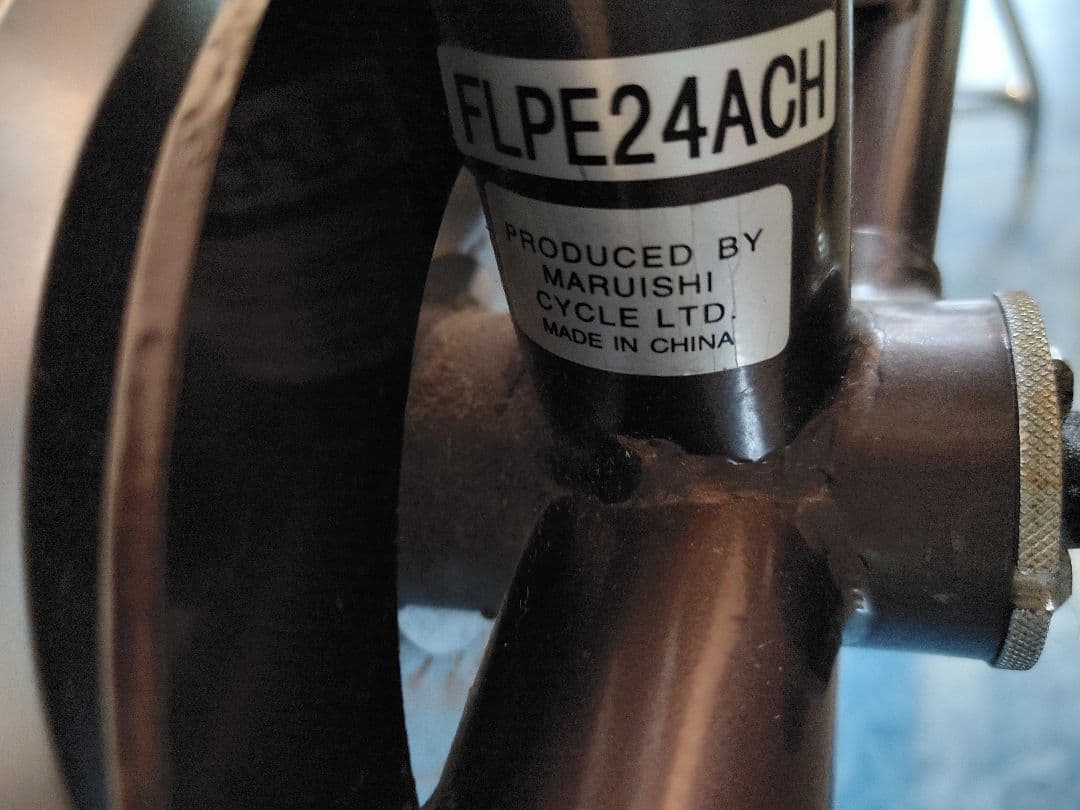 FLPE24ACH
PRODUCED BY
MARUISHI
CYCLE LTD.
MADE IN CHINA